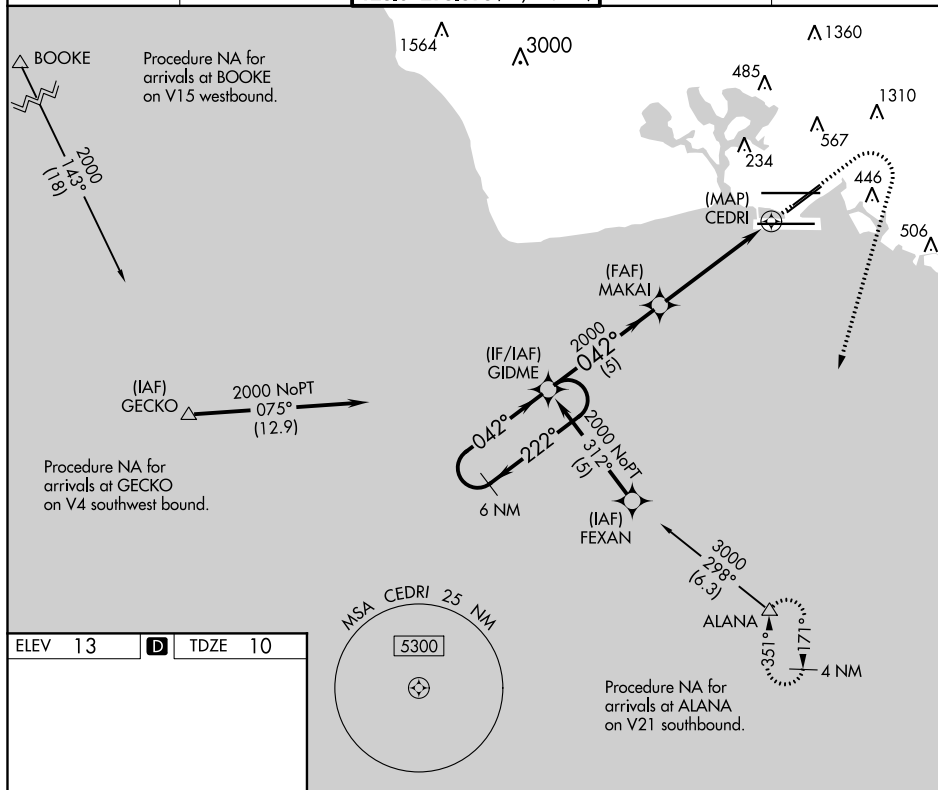 BOOKE
Procedure NA for
arrivals at BOOKE
on V15 westbound.
1564
3000
1360
485
1310
567
234
446
506
2000
143°
(18)
(MAP)
CEDRI
(FAF)
MAKAI
2000
042°
(5)
(IF/IAF)
GIDME
(IAF)
GECKO
2000 NoPT
075°
(12.9)
042°
222°
6 NM
2000 NoPT
312°
(5)
Procedure NA for
arrivals at GECKO
on V4 southwest bound.
(IAF)
FEXAN
3000
298°
(6.3)
ALANA
351°
171°
4 NM
MSA CEDRI 25 NM
5300
ELEV 13 D TDZE 10
Procedure NA for
arrivals at ALANA
on V21 southbound.